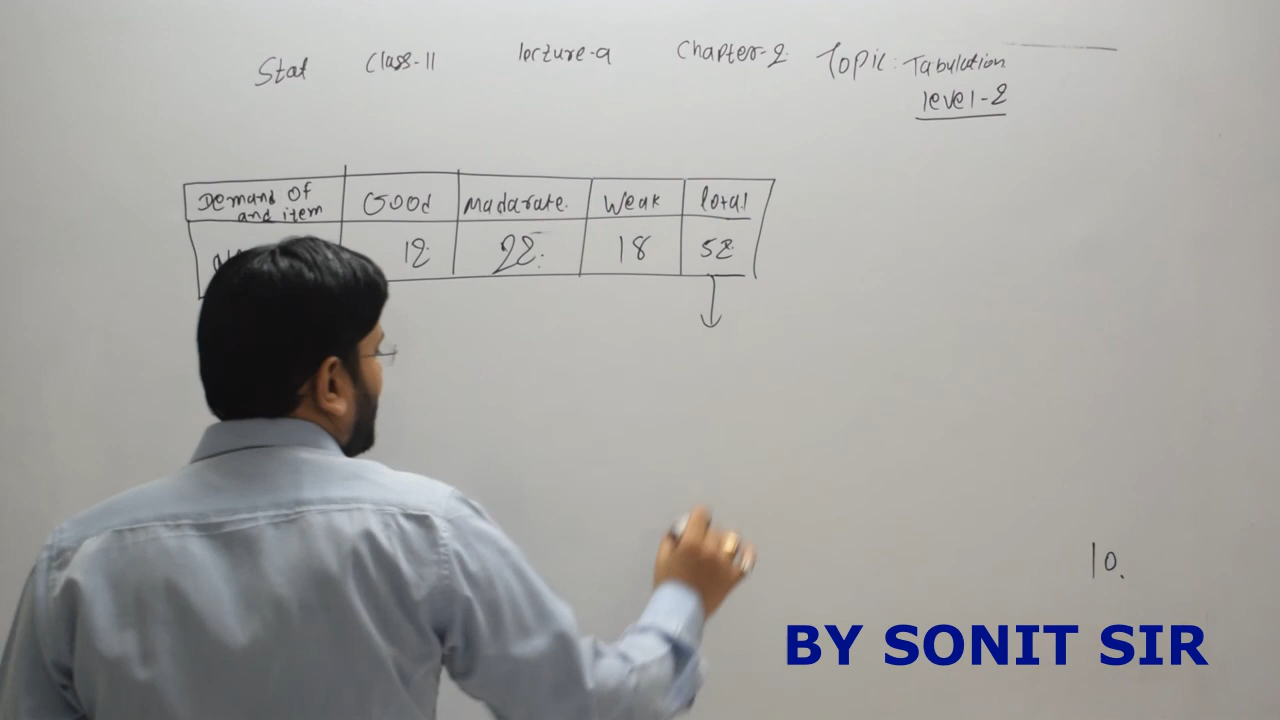 Stat Class-11 lecture-9 Chapter-2 Topic: Tabulation
level-2
Demand of
and item Good Madarate. Weak Total
12 22 18 52
10.
BY SONIT SIR